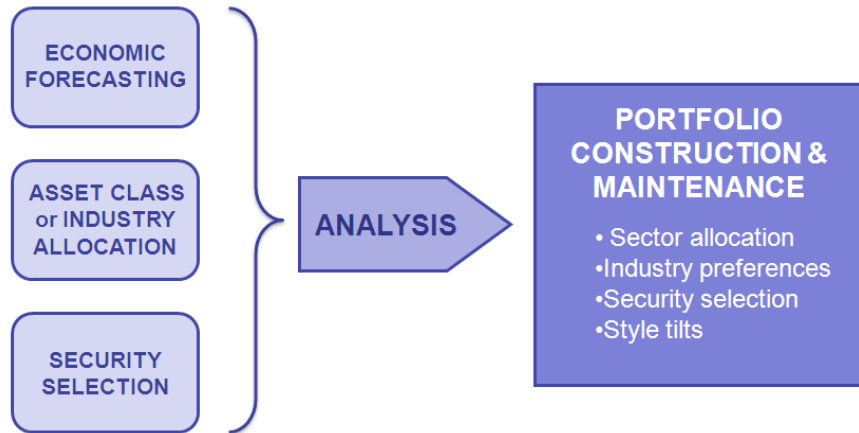 ECONOMIC
FORECASTING
ASSET CLASS
or INDUSTRY
ALLOCATION
SECURITY
SELECTION
ANALYSIS
PORTFOLIO
CONSTRUCTION &
MAINTENANCE
• Sector allocation
•Industry preferences
•Security selection
•Style tilts